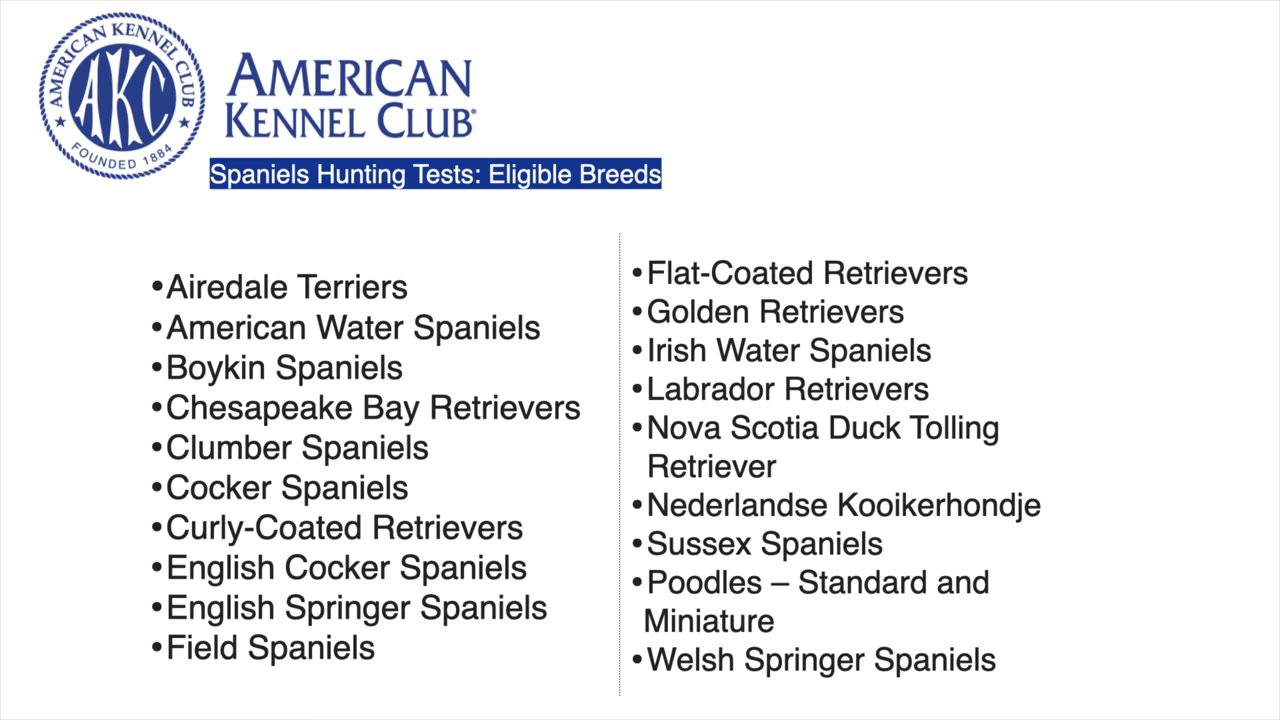 AMERICAN KENNEL CLUB
AKC
FOUNDED 1884
AMERICAN
KENNEL CLUB®
Spaniels Hunting Tests: Eligible Breeds
•Airedale Terriers
•American Water Spaniels
•Boykin Spaniels
•Chesapeake Bay Retrievers
•Clumber Spaniels
•Cocker Spaniels
•Curly-Coated Retrievers
•English Cocker Spaniels
•English Springer Spaniels
•Field Spaniels
•Flat-Coated Retrievers
•Golden Retrievers
•Irish Water Spaniels
•Labrador Retrievers
•Nova Scotia Duck Tolling
Retriever
•Nederlandse Kooikerhondje
•Sussex Spaniels
•Poodles – Standard and
Miniature
•Welsh Springer Spaniels